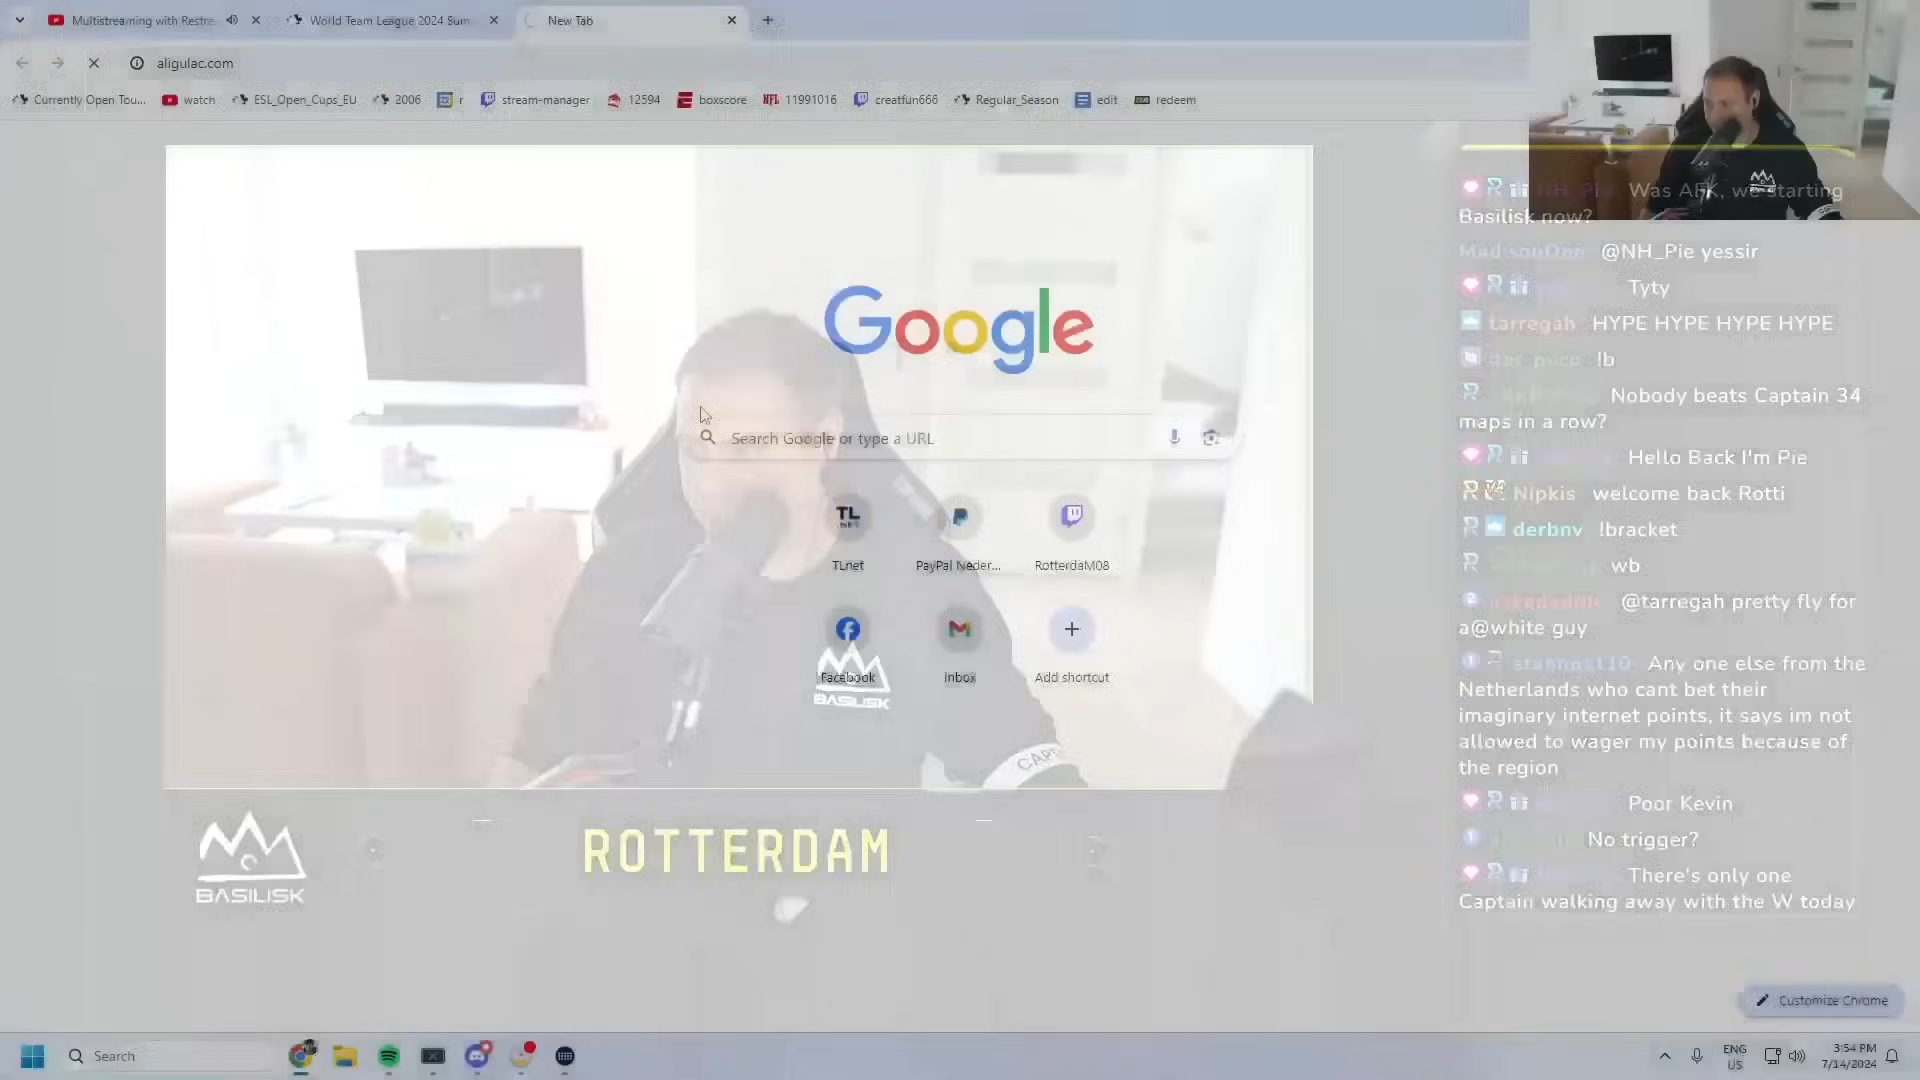 Multistreaming with Restre
World Team League 2024 Sum
New Tab
aligulac.com
Currently Open Tou...
watch
ESL_Open_Cups_EU
2006
r
stream-manager
12594
boxscore
NFL 11991016
creatfun666
Regular_Season
edit
redeem
Google
Search Google or type a URL
TL
TLnet
PayPal Neder...
RotterdaM08
Facebook
Inbox
Add shortcut
BASILISK
CAPT
BASILISK
ROTTERDAM
NH_Pie Was AFK, we starting
Basilisk now?
MadisonOne @NH_Pie yessir
Tyty
tarregah HYPE HYPE HYPE HYPE
!b
Nobody beats Captain 34
maps in a row?
Hello Back I'm Pie
Nipkis welcome back Rotti
derbnv !bracket
wb
@tarregah pretty fly for
a@white guy
Any one else from the
Netherlands who cant bet their
imaginary internet points, it says im not
allowed to wager my points because of
the region
Poor Kevin
No trigger?
There's only one
Captain walking away with the W today
Customize Chrome
Search
ENG
US
3:54 PM
7/14/2024